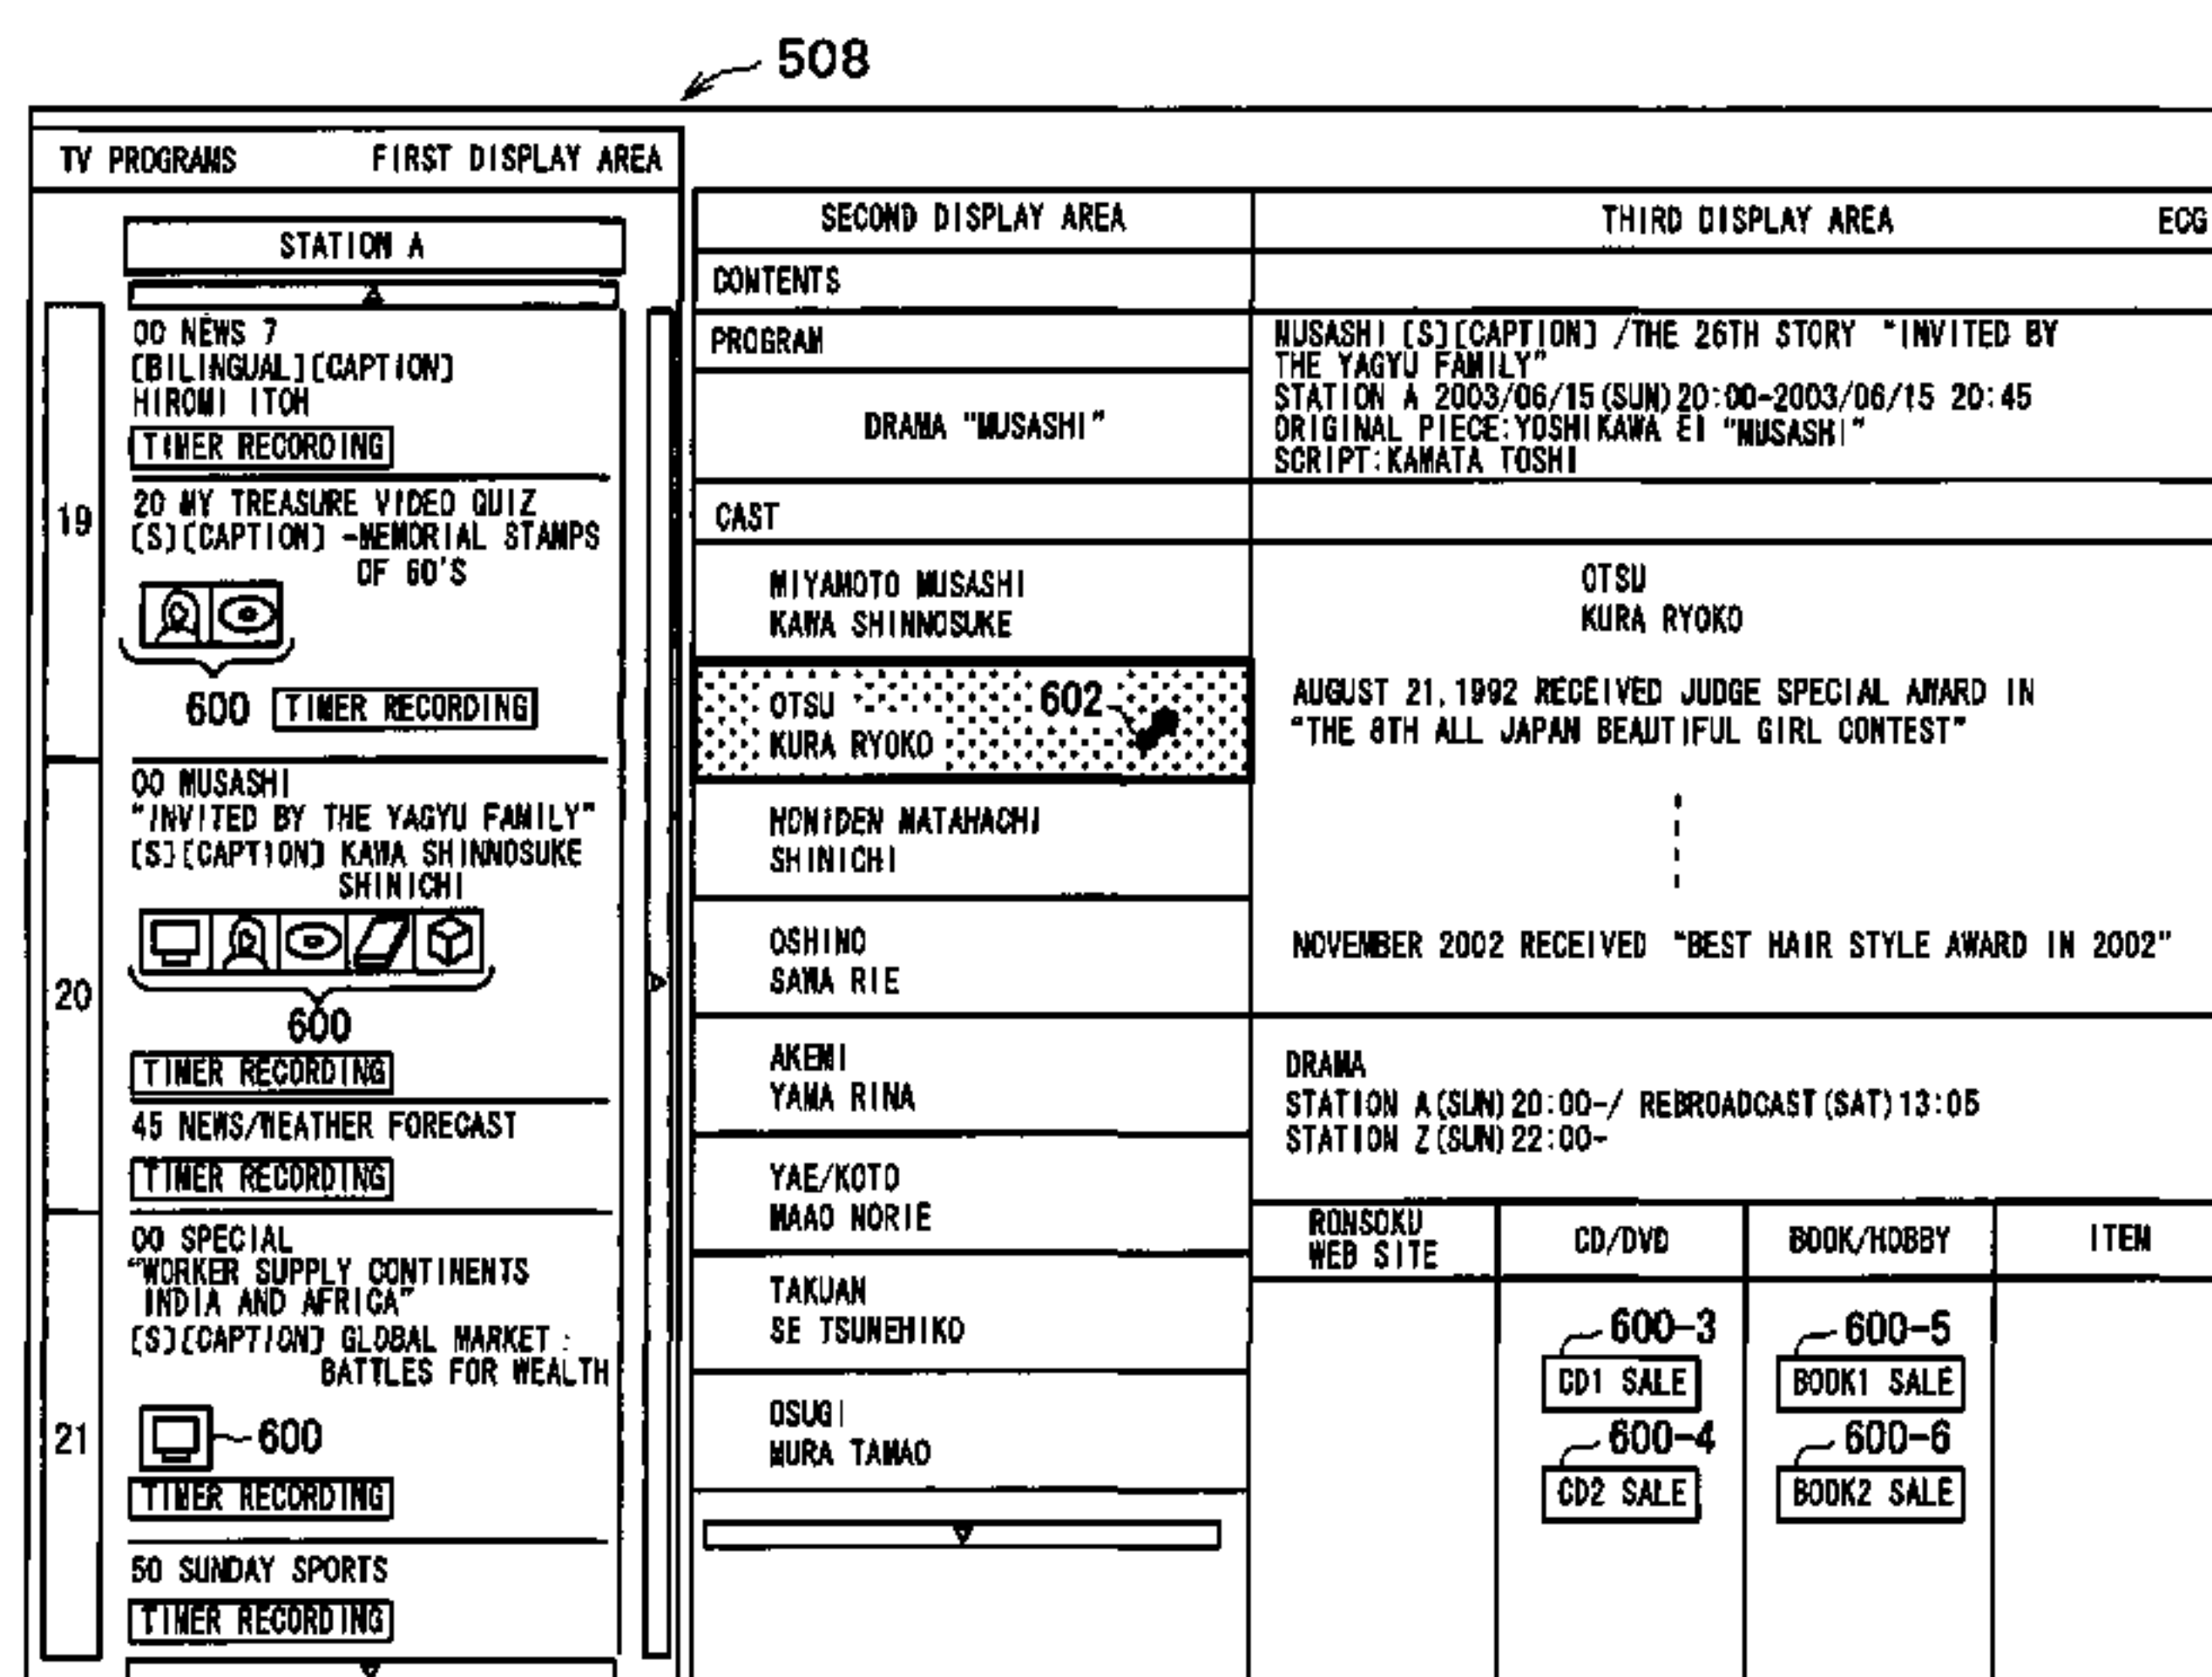 508
TV PROGRAMS FIRST DISPLAY AREA
STATION A
19
00 NEWS 7
[BILINGUAL][CAPTION]
HIROMI ITOH
TIMER RECORDING
20 MY TREASURE VIDEO QUIZ
[S][CAPTION] -MEMORIAL STAMPS
OF 60'S
600 TIMER RECORDING
20
00 MUSASHI
"INVITED BY THE YAGYU FAMILY"
[S][CAPTION] KAWA SHINNOSUKE
SHINICHI
600
TIMER RECORDING
45 NEWS/WEATHER FORECAST
TIMER RECORDING
21
00 SPECIAL
"WORKER SUPPLY CONTINENTS
INDIA AND AFRICA"
[S][CAPTION] GLOBAL MARKET :
BATTLES FOR WEALTH
600
TIMER RECORDING
50 SUNDAY SPORTS
TIMER RECORDING
SECOND DISPLAY AREA
CONTENTS
PROGRAM
DRAMA "MUSASHI"
CAST
MIYAMOTO MUSASHI
KAWA SHINNOSUKE
OTSU 602
KURA RYOKO
HONIDEN MATAHACHI
SHINICHI
OSHINO
SAWA RIE
AKEMI
YAMA RINA
YAE/KOTO
MAAO NORIE
TAKUAN
SE TSUNEHIKO
OSUGI
MURA TAMAO
THIRD DISPLAY AREA ECG
MUSASHI [S][CAPTION] /THE 26TH STORY "INVITED BY
THE YAGYU FAMILY"
STATION A 2003/06/15(SUN)20:00-2003/06/15 20:45
ORIGINAL PIECE:YOSHIKAWA EI "MUSASHI"
SCRIPT:KAMATA TOSHI
OTSU
KURA RYOKO
AUGUST 21,1992 RECEIVED JUDGE SPECIAL AWARD IN
"THE 8TH ALL JAPAN BEAUTIFUL GIRL CONTEST"
NOVEMBER 2002 RECEIVED "BEST HAIR STYLE AWARD IN 2002"
DRAMA
STATION A(SUN)20:00-/ REBROADCAST(SAT)13:05
STATION Z(SUN)22:00-
RONSOKU
WEB SITE
CD/DVD
600-3
CD1 SALE
600-4
CD2 SALE
BOOK/HOBBY
600-5
BOOK1 SALE
600-6
BOOK2 SALE
ITEM